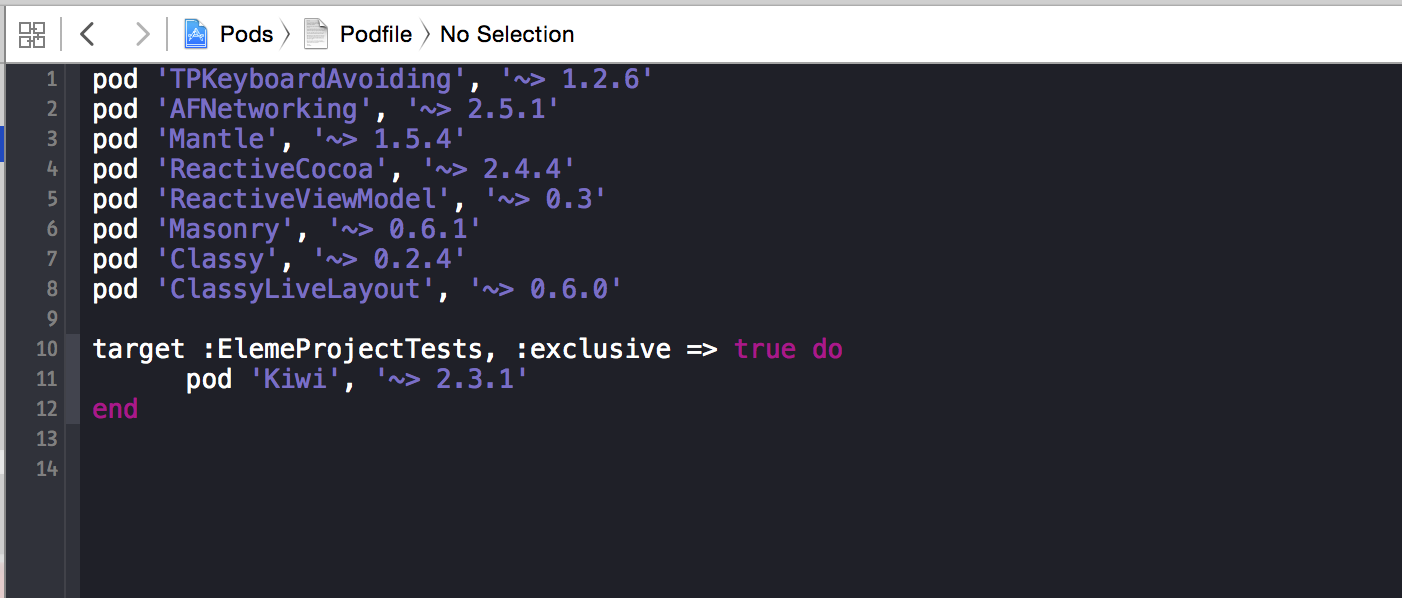 Pods Podfile No Selection
1 pod 'TPKeyboardAvoiding', '~> 1.2.6'
2 pod 'AFNetworking', '~> 2.5.1'
3 pod 'Mantle', '~> 1.5.4'
4 pod 'ReactiveCocoa', '~> 2.4.4'
5 pod 'ReactiveViewModel', '~> 0.3'
6 pod 'Masonry', '~> 0.6.1'
7 pod 'Classy', '~> 0.2.4'
8 pod 'ClassyLiveLayout', '~> 0.6.0'
9
10 target :ElemeProjectTests, :exclusive => true do
11 pod 'Kiwi', '~> 2.3.1'
12 end
13
14